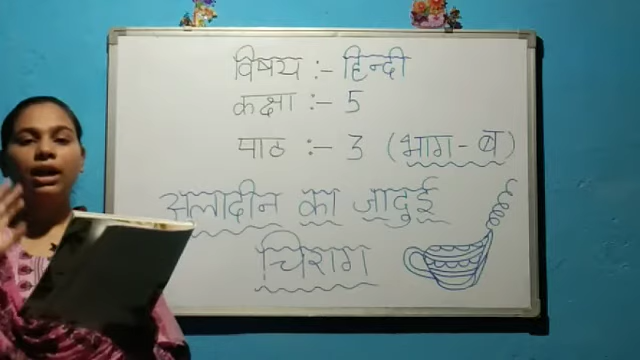 विषय :- हिन्दी
कक्षा :- 5
पाठ :- 3 (भाग - ब)
अलादीन का जादुई
चिराग